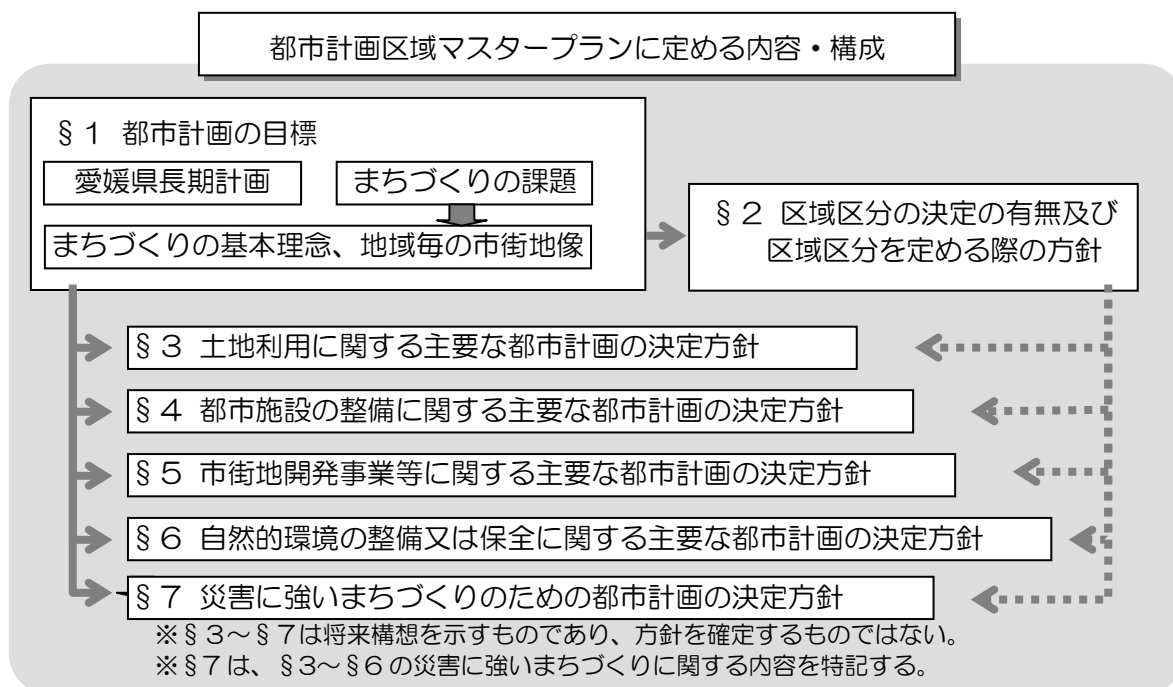 都市計画区域マスタープランに定める内容・構成
§1 都市計画の目標
愛媛県長期計画
まちづくりの課題
まちづくりの基本理念、地域毎の市街地像
§2 区域区分の決定の有無及び
区域区分を定める際の方針
§3 土地利用に関する主要な都市計画の決定方針
§4 都市施設の整備に関する主要な都市計画の決定方針
§5 市街地開発事業等に関する主要な都市計画の決定方針
§6 自然的環境の整備又は保全に関する主要な都市計画の決定方針
§7 災害に強いまちづくりのための都市計画の決定方針
※§3～§7は将来構想を示すものであり、方針を確定するものではない。
※§7は、§3～§6の災害に強いまちづくりに関する内容を特記する。